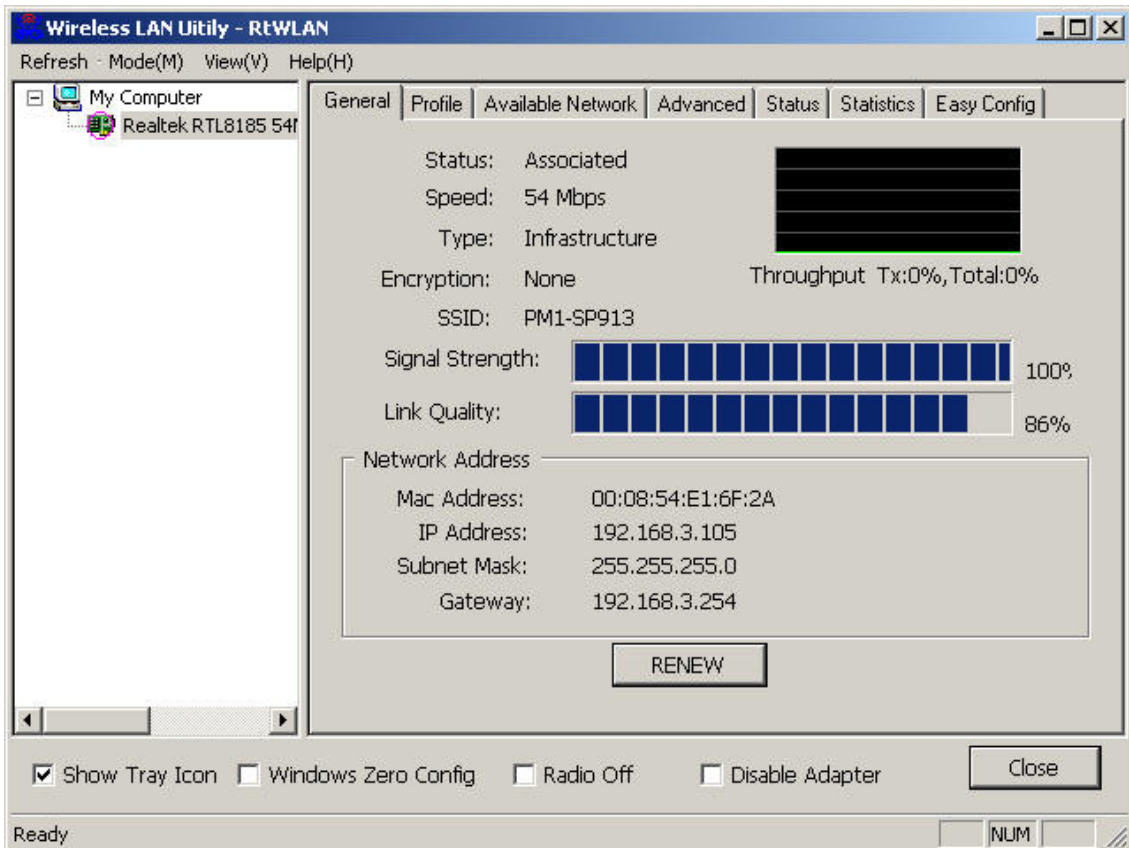 Wireless LAN Uitily - RtWLAN
Refresh - Mode(M) View(V) Help(H)
My Computer
Realtek RTL8185 54M
General Profile Available Network Advanced Status Statistics Easy Config
Status: Associated
Speed: 54 Mbps
Type: Infrastructure
Encryption: None
Throughput Tx:0%,Total:0%
SSID: PM1-SP913
Signal Strength: 100%
Link Quality: 86%
Network Address
Mac Address: 00:08:54:E1:6F:2A
IP Address: 192.168.3.105
Subnet Mask: 255.255.255.0
Gateway: 192.168.3.254
RENEW
Show Tray Icon Windows Zero Config Radio Off Disable Adapter Close
Ready NUM